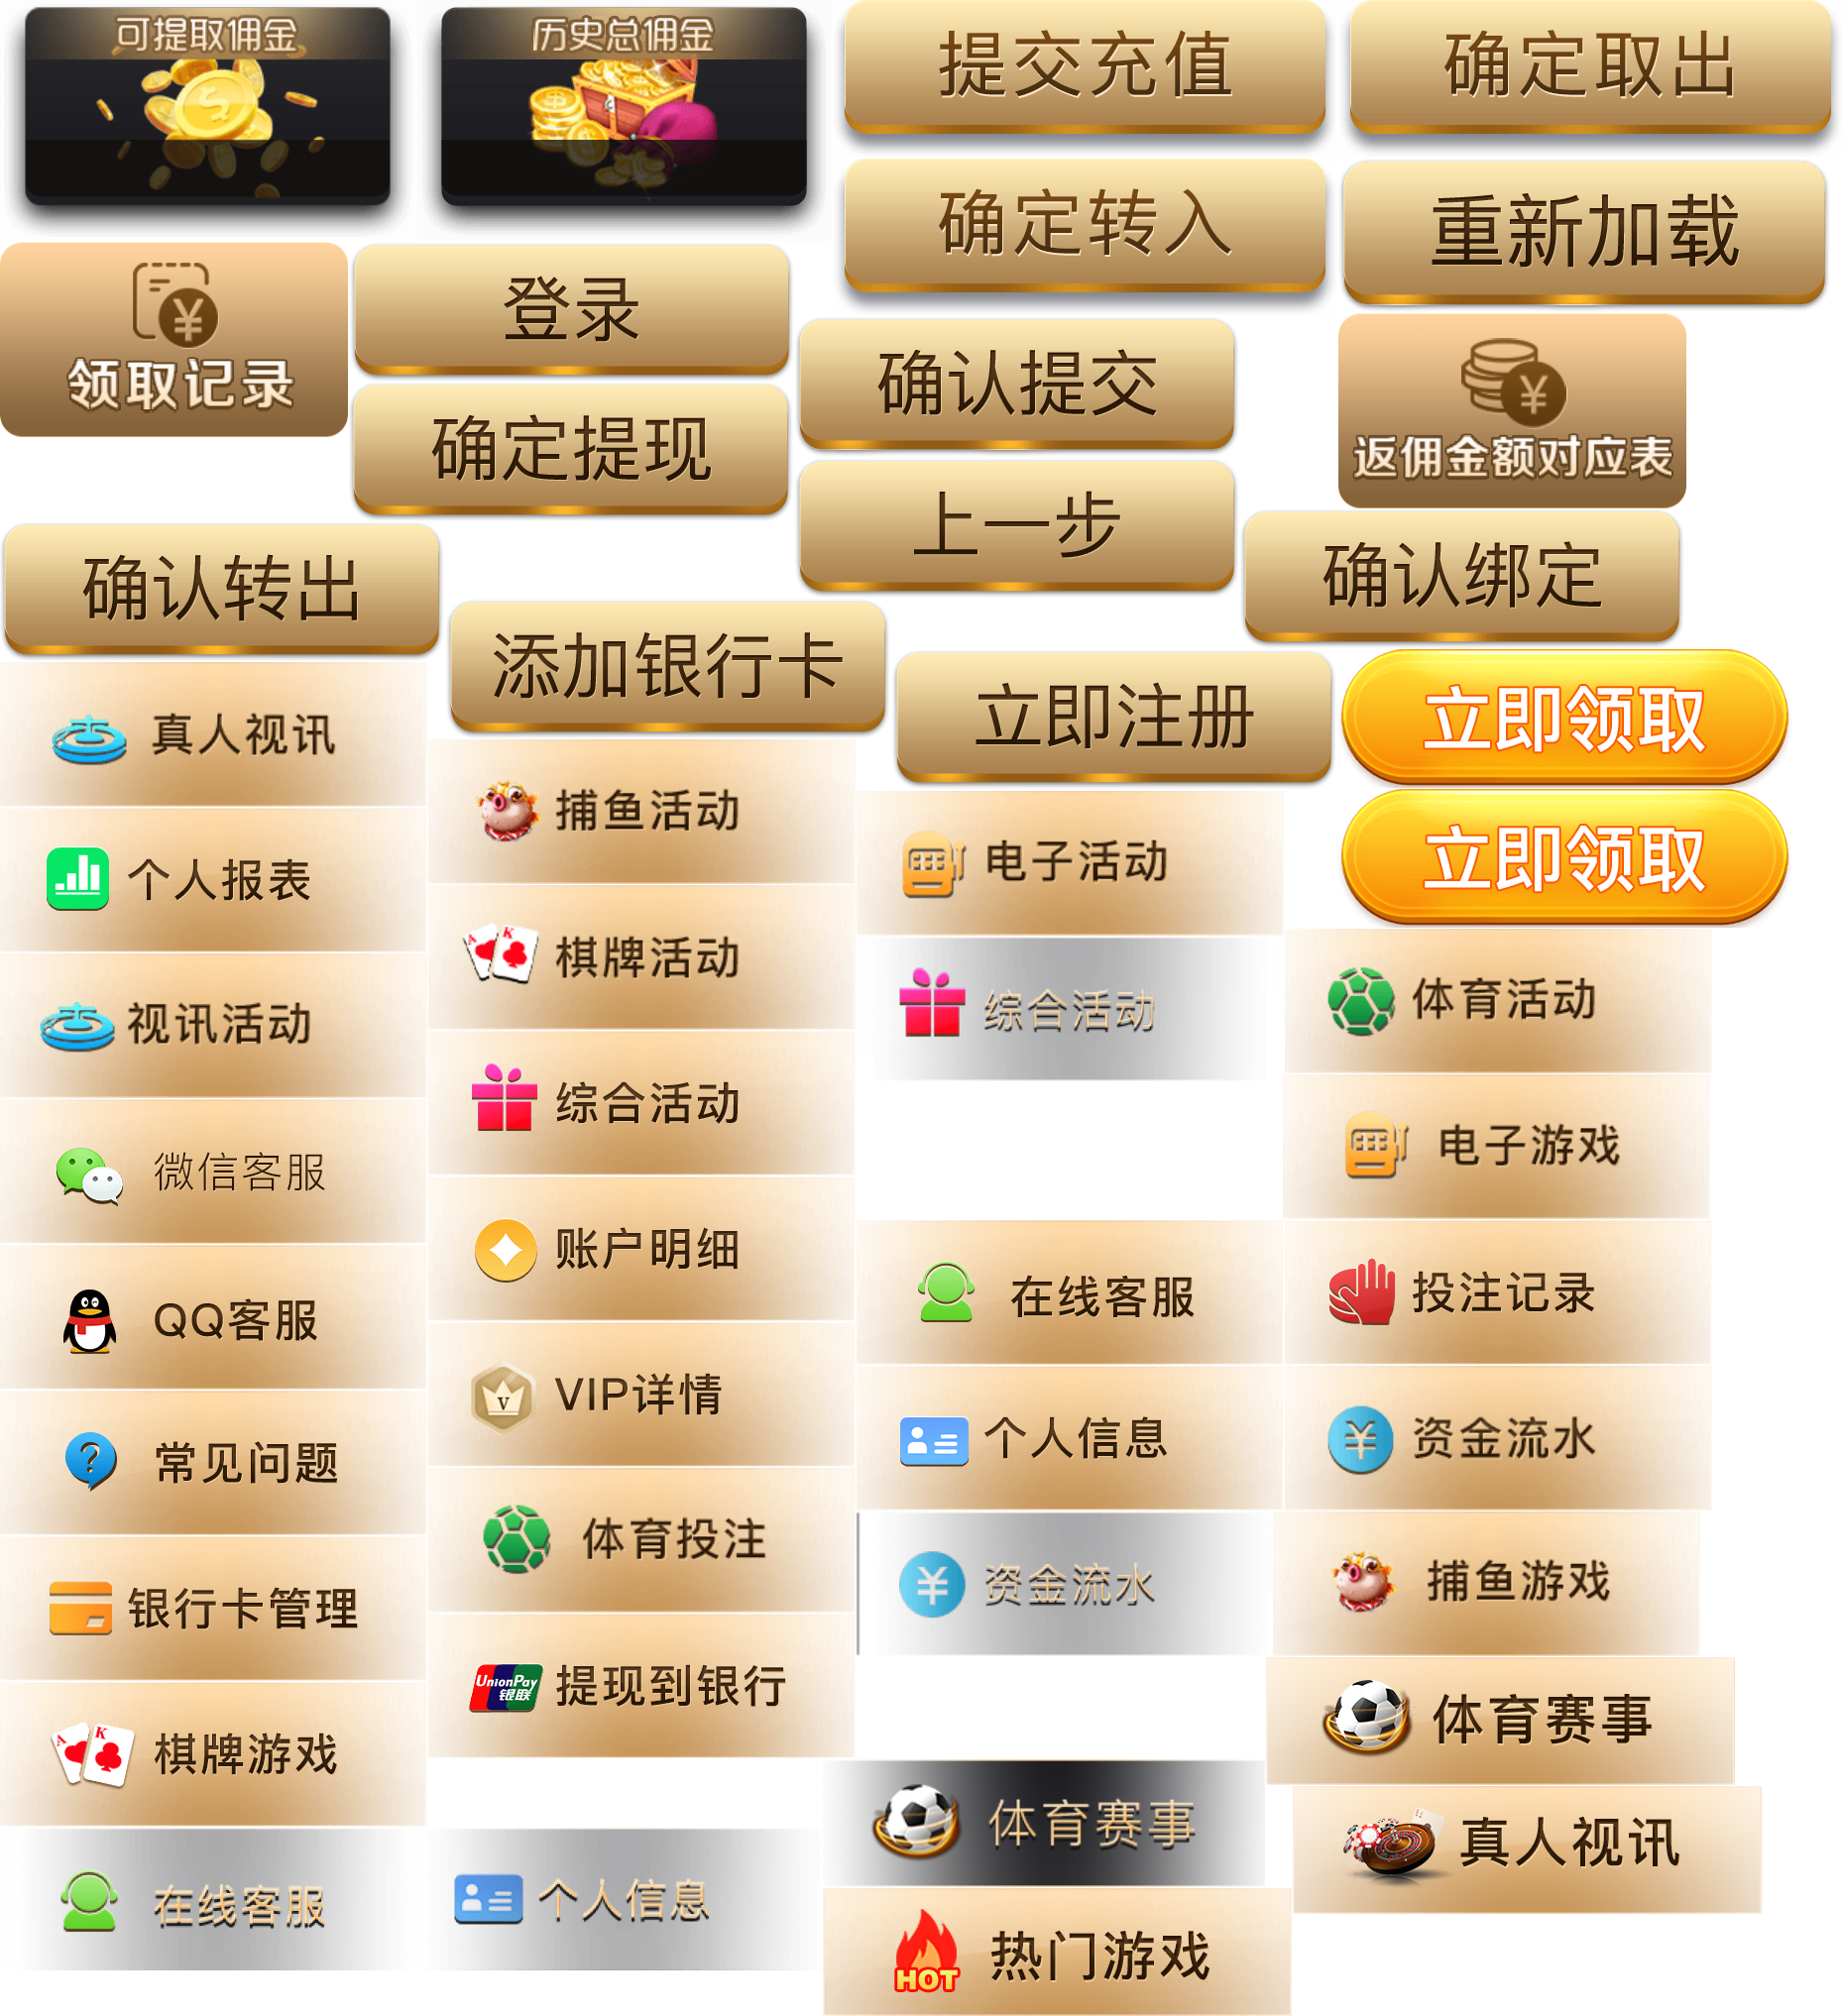 可提取佣金
历史总佣金
提交充值
确定取出
确定转入
重新加载
¥
领取记录
登录
确认提交
¥
返佣金额对应表
确定提现
上一步
确认转出
确认绑定
添加银行卡
立即注册
立即领取
立即领取
真人视讯
个人报表
视讯活动
微信客服
QQ客服
?
常见问题
银行卡管理
A K
棋牌游戏
在线客服
捕鱼活动
A K
棋牌活动
综合活动
账户明细
V
VIP详情
体育投注
UnionPay
银联
提现到银行
个人信息
电子活动
综合活动
在线客服
个人信息
¥
资金流水
体育赛事
HOT
热门游戏
体育活动
电子游戏
投注记录
¥
资金流水
捕鱼游戏
体育赛事
真人视讯